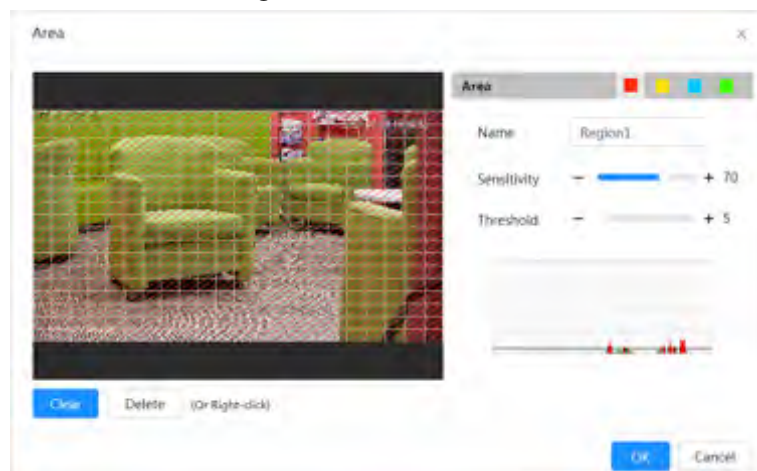 Area
Area
Name Region1
Sensitivity - + 70
Threshold - + 5
Clear Delete (Or Right-click)
OK Cancel